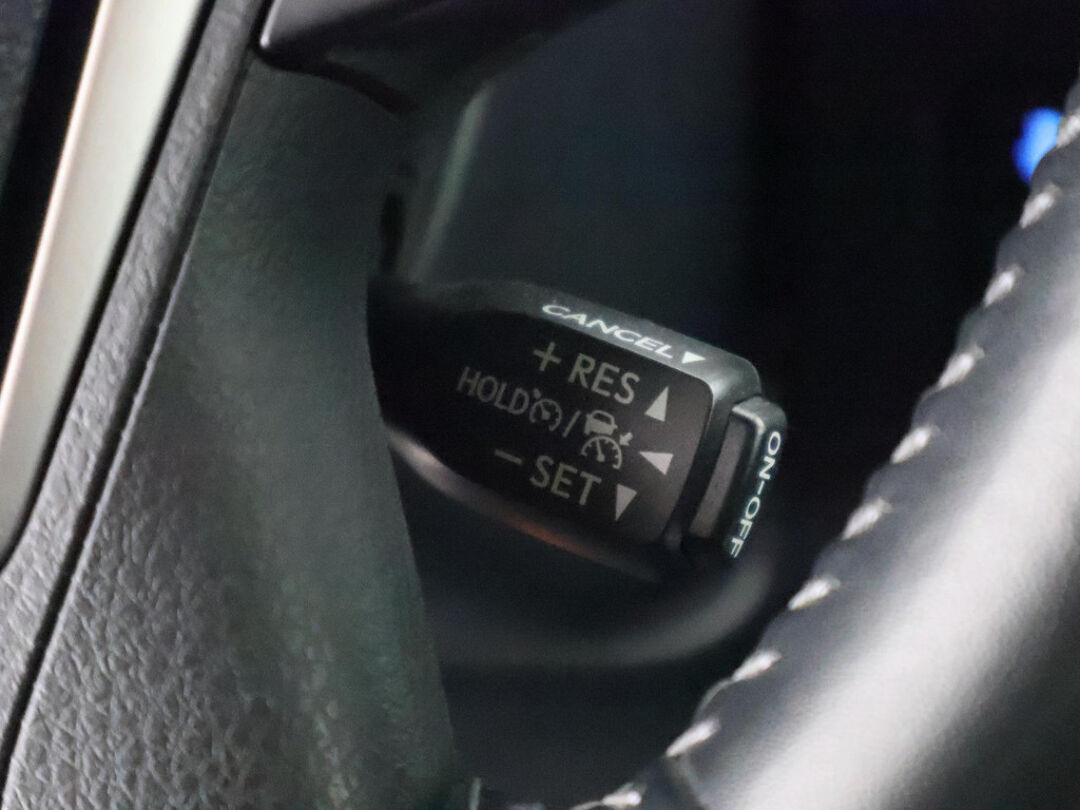 CANCEL▼
+ RES ▲
HOLD / ◀
− SET ▼
ON-OFF